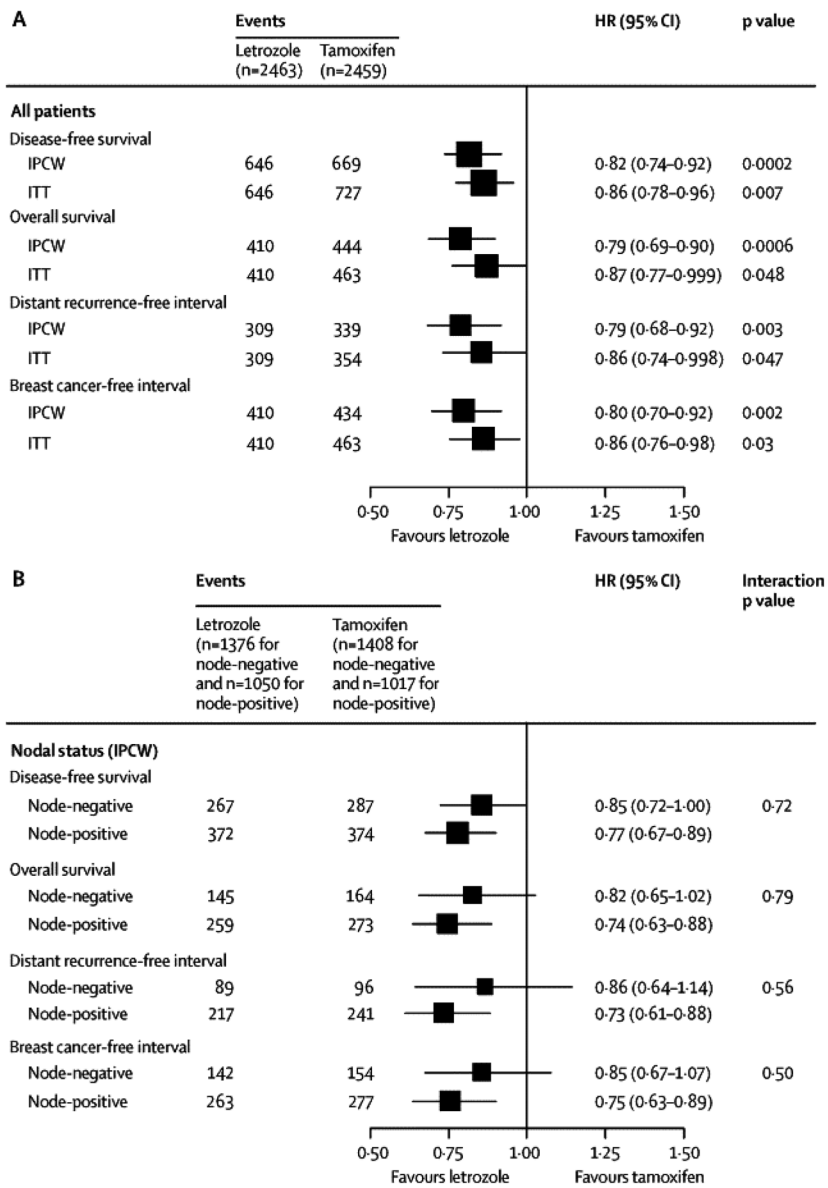 A Events HR (95% CI) p value
Letrozole Tamoxifen
(n=2463) (n=2459)
All patients
Disease-free survival
IPCW 646 669 0·82 (0·74–0·92) 0·0002
ITT 646 727 0·86 (0·78–0·96) 0·007
Overall survival
IPCW 410 444 0·79 (0·69–0·90) 0·0006
ITT 410 463 0·87 (0·77–0·999) 0·048
Distant recurrence-free interval
IPCW 309 339 0·79 (0·68–0·92) 0·003
ITT 309 354 0·86 (0·74–0·998) 0·047
Breast cancer-free interval
IPCW 410 434 0·80 (0·70–0·92) 0·002
ITT 410 463 0·86 (0·76–0·98) 0·03
0·50 0·75 1·00 1·25 1·50
Favours letrozole Favours tamoxifen
B Events HR (95% CI) Interaction
p value
Letrozole Tamoxifen
(n=1376 for (n=1408 for
node-negative node-negative
and n=1050 for and n=1017 for
node-positive) node-positive)
Nodal status (IPCW)
Disease-free survival
Node-negative 267 287 0·85 (0·72–1·00) 0·72
Node-positive 372 374 0·77 (0·67–0·89)
Overall survival
Node-negative 145 164 0·82 (0·65–1·02) 0·79
Node-positive 259 273 0·74 (0·63–0·88)
Distant recurrence-free interval
Node-negative 89 96 0·86 (0·64–1·14) 0·56
Node-positive 217 241 0·73 (0·61–0·88)
Breast cancer-free interval
Node-negative 142 154 0·85 (0·67–1·07) 0·50
Node-positive 263 277 0·75 (0·63–0·89)
0·50 0·75 1·00 1·25 1·50
Favours letrozole Favours tamoxifen